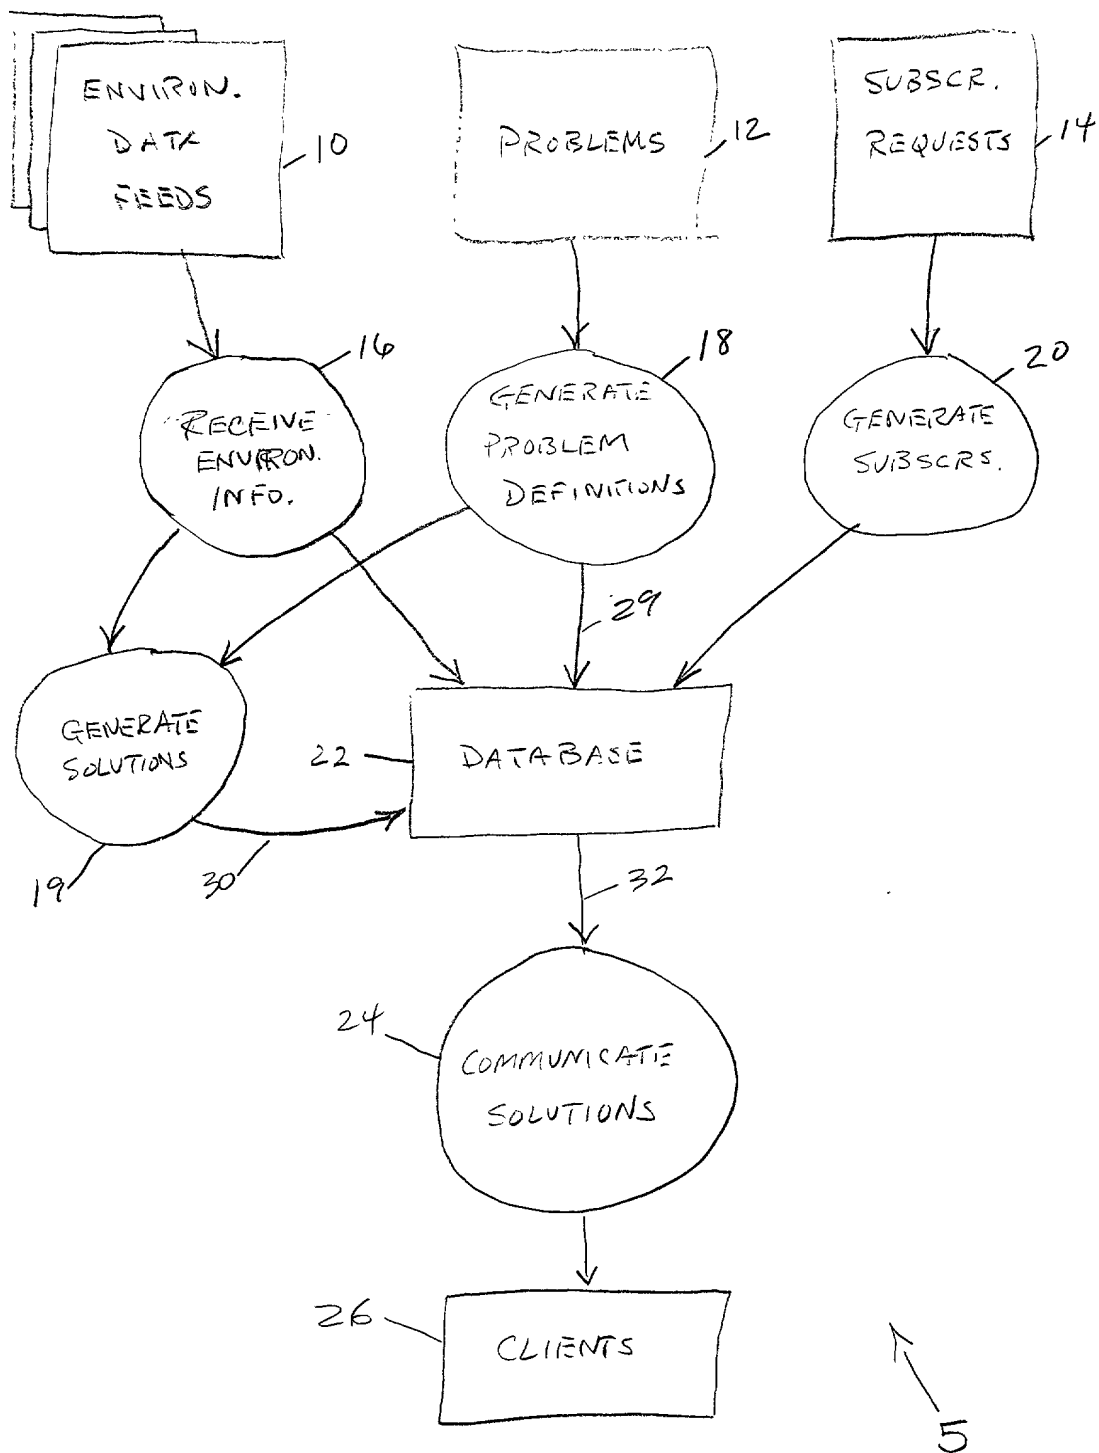 ENVIRON.
DATA
FEEDS
10
PROBLEMS
12
SUBSCR.
REQUESTS
14
16
RECEIVE
ENVIRON.
INFO.
18
GENERATE
PROBLEM
DEFINITIONS
20
GENERATE
SUBSCRS.
29
GENERATE
SOLUTIONS
19
30
22
DATABASE
32
24
COMMUNICATE
SOLUTIONS
26
CLIENTS
5